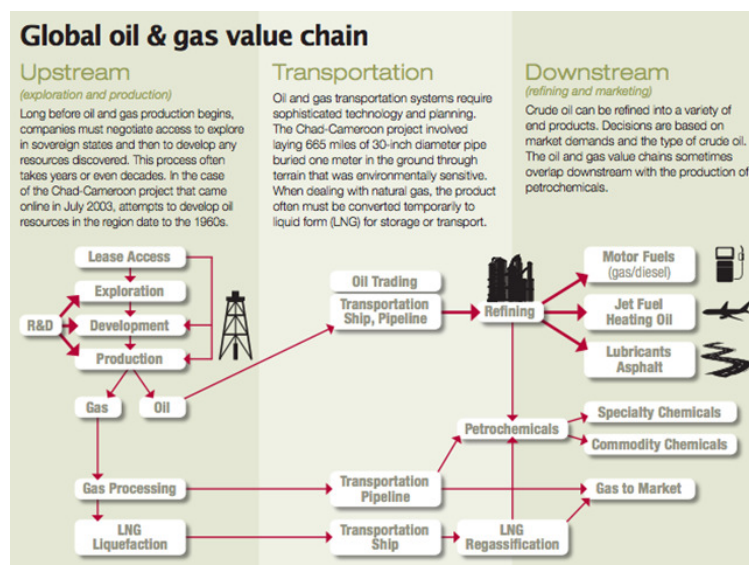 Global oil & gas value chain
Upstream
(exploration and production)
Long before oil and gas production begins,
companies must negotiate access to explore
in sovereign states and then to develop any
resources discovered. This process often
takes years or even decades. In the case
of the Chad-Cameroon project that came
online in July 2003, attempts to develop oil
resources in the region date to the 1960s.
Transportation
Oil and gas transportation systems require
sophisticated technology and planning.
The Chad-Cameroon project involved
laying 665 miles of 30-inch diameter pipe
buried one meter in the ground through
terrain that was environmentally sensitive.
When dealing with natural gas, the product
often must be converted temporarily to
liquid form (LNG) for storage or transport.
Downstream
(refining and marketing)
Crude oil can be refined into a variety of
end products. Decisions are based on
market demands and the type of crude oil.
The oil and gas value chains sometimes
overlap downstream with the production of
petrochemicals.
Lease Access
Exploration
R&D
Development
Production
Gas
Oil
Gas Processing
LNG
Liquefaction
Oil Trading
Transportation
Ship, Pipeline
Transportation
Pipeline
Transportation
Ship
Refining
Petrochemicals
LNG
Regassification
Motor Fuels
(gas/diesel)
Jet Fuel
Heating Oil
Lubricants
Asphalt
Specialty Chemicals
Commodity Chemicals
Gas to Market